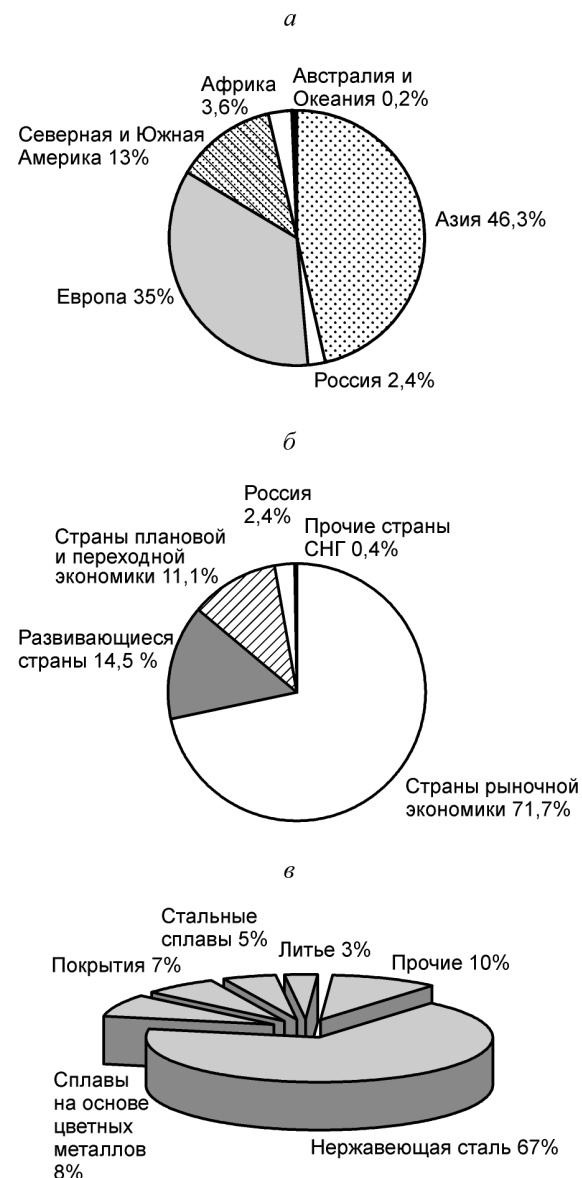 а
Африка
3,6%
Австралия и
Океания 0,2%
Северная и Южная
Америка 13%
Азия 46,3%
Европа 35%
Россия 2,4%
б
Россия
2,4%
Прочие страны
СНГ 0,4%
Страны плановой
и переходной
экономики 11,1%
Развивающиеся
страны 14,5 %
Страны рыночной
экономики 71,7%
в
Стальные
сплавы 5%
Литье 3%
Прочие 10%
Покрытия 7%
Сплавы
на основе
цветных
металлов
8%
Нержавеющая сталь 67%